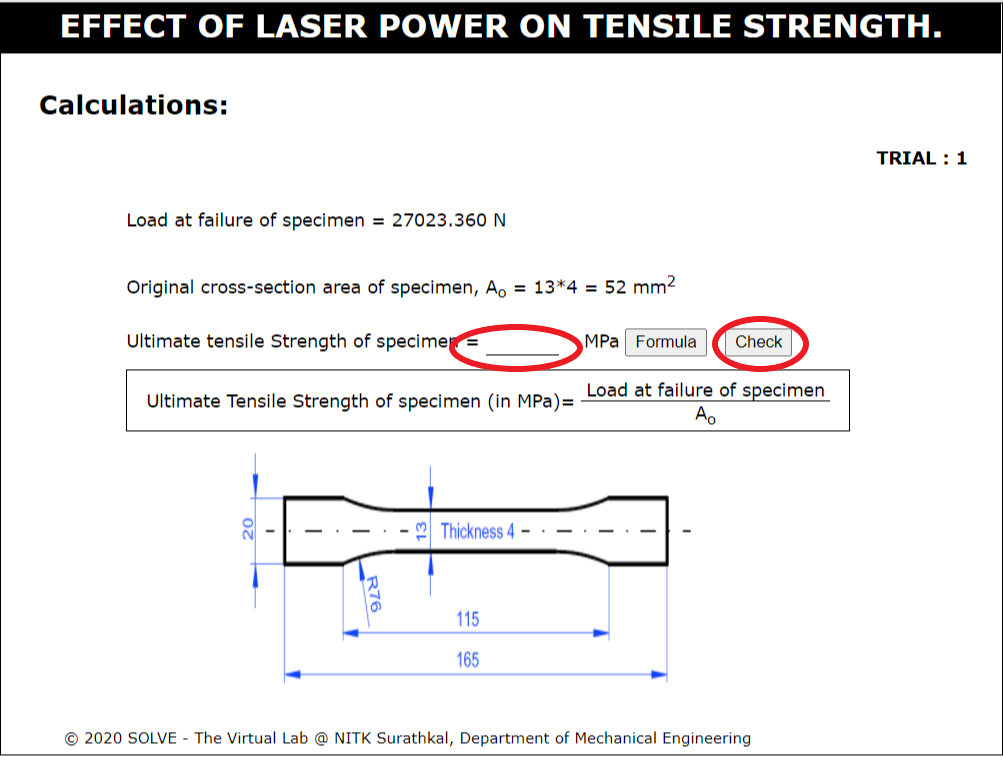 EFFECT OF LASER POWER ON TENSILE STRENGTH.
Calculations:
TRIAL : 1
Load at failure of specimen = 27023.360 N
Original cross-section area of specimen, Aₒ = 13*4 = 52 mm²
Ultimate tensile Strength of specimen = ________ MPa Formula Check
Ultimate Tensile Strength of specimen (in MPa)= Load at failure of specimen
Aₒ
20
13
Thickness 4
R76
115
165
© 2020 SOLVE - The Virtual Lab @ NITK Surathkal, Department of Mechanical Engineering